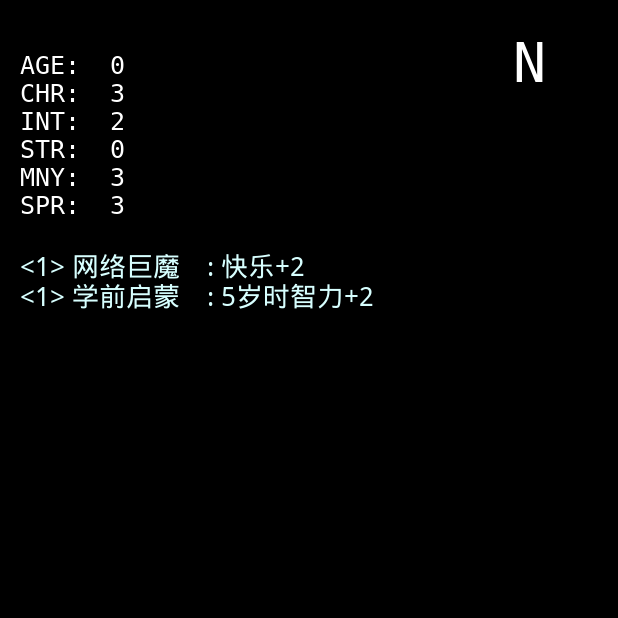 N
AGE: 0
CHR: 3
INT: 2
STR: 0
MNY: 3
SPR: 3
<1> 网络巨魔 : 快乐+2
<1> 学前启蒙 : 5岁时智力+2